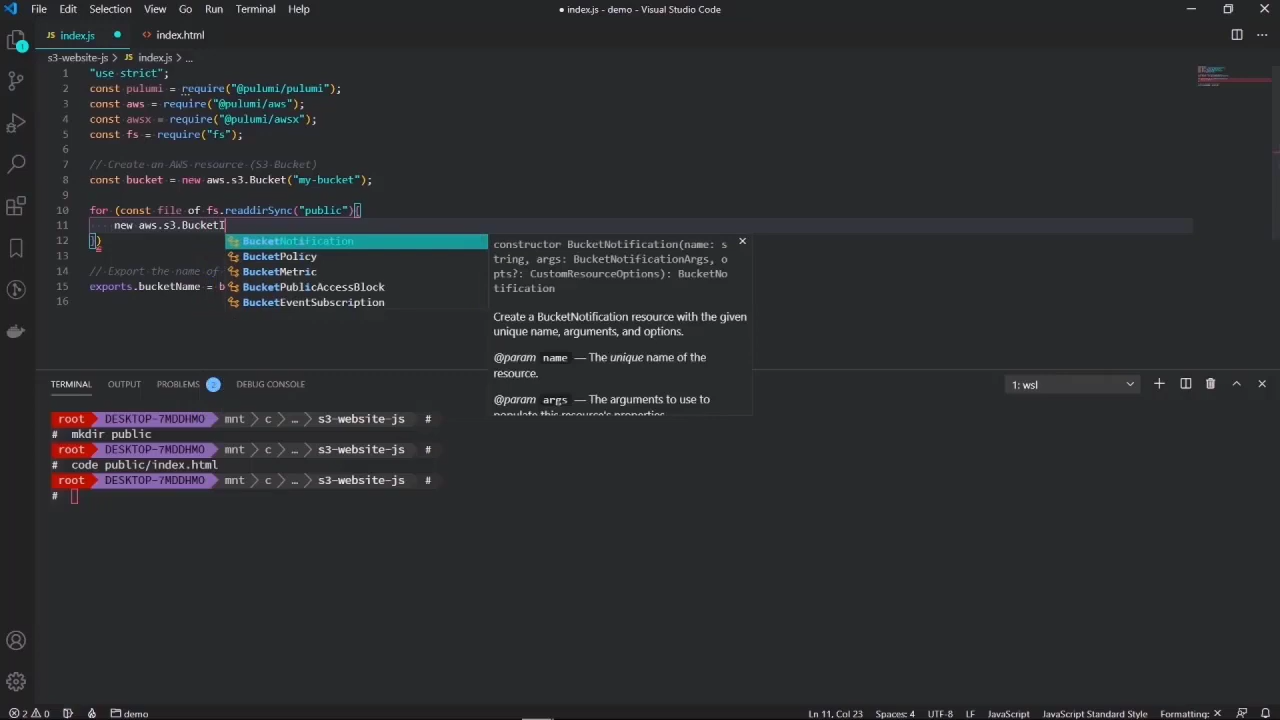 File Edit Selection View Go Run Terminal Help
● index.js - demo - Visual Studio Code
JS index.js ● <> index.html
s3-website-js > JS index.js > ...
1 "use strict";
2 const pulumi = require("@pulumi/pulumi");
3 const aws = require("@pulumi/aws");
4 const awsx = require("@pulumi/awsx");
5 const fs = require("fs");
6
7 // Create an AWS resource (S3 Bucket)
8 const bucket = new aws.s3.Bucket("my-bucket");
9
10 for (const file of fs.readdirSync("public"){
11 new aws.s3.BucketI
12 })
13
14 // Export the name of
15 exports.bucketName = b
16
BucketNotification
BucketPolicy
BucketMetric
BucketPublicAccessBlock
BucketEventSubscription
constructor BucketNotification(name: s
tring, args: BucketNotificationArgs, o
pts?: CustomResourceOptions): BucketNo
tification
Create a BucketNotification resource with the given
unique name, arguments, and options.
@param name — The unique name of the
resource.
@param args — The arguments to use to
populate this resource's properties
TERMINAL OUTPUT PROBLEMS 2 DEBUG CONSOLE
1: wsl
root DESKTOP-7MDDHMO mnt c … s3-website-js #
# mkdir public
root DESKTOP-7MDDHMO mnt c … s3-website-js #
# code public/index.html
root DESKTOP-7MDDHMO mnt c … s3-website-js #
#
2 0 demo
Ln 11, Col 23 Spaces: 4 UTF-8 LF JavaScript JavaScript Standard Style Formatting: ✕